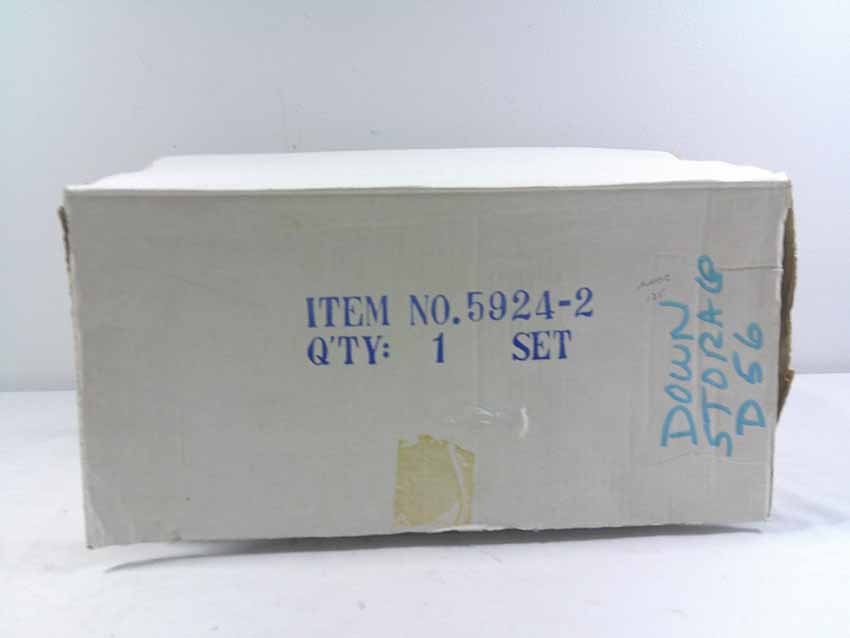 ITEM NO. 5924-2
Q'TY: 1 SET
DOWN
STORAGE
D56